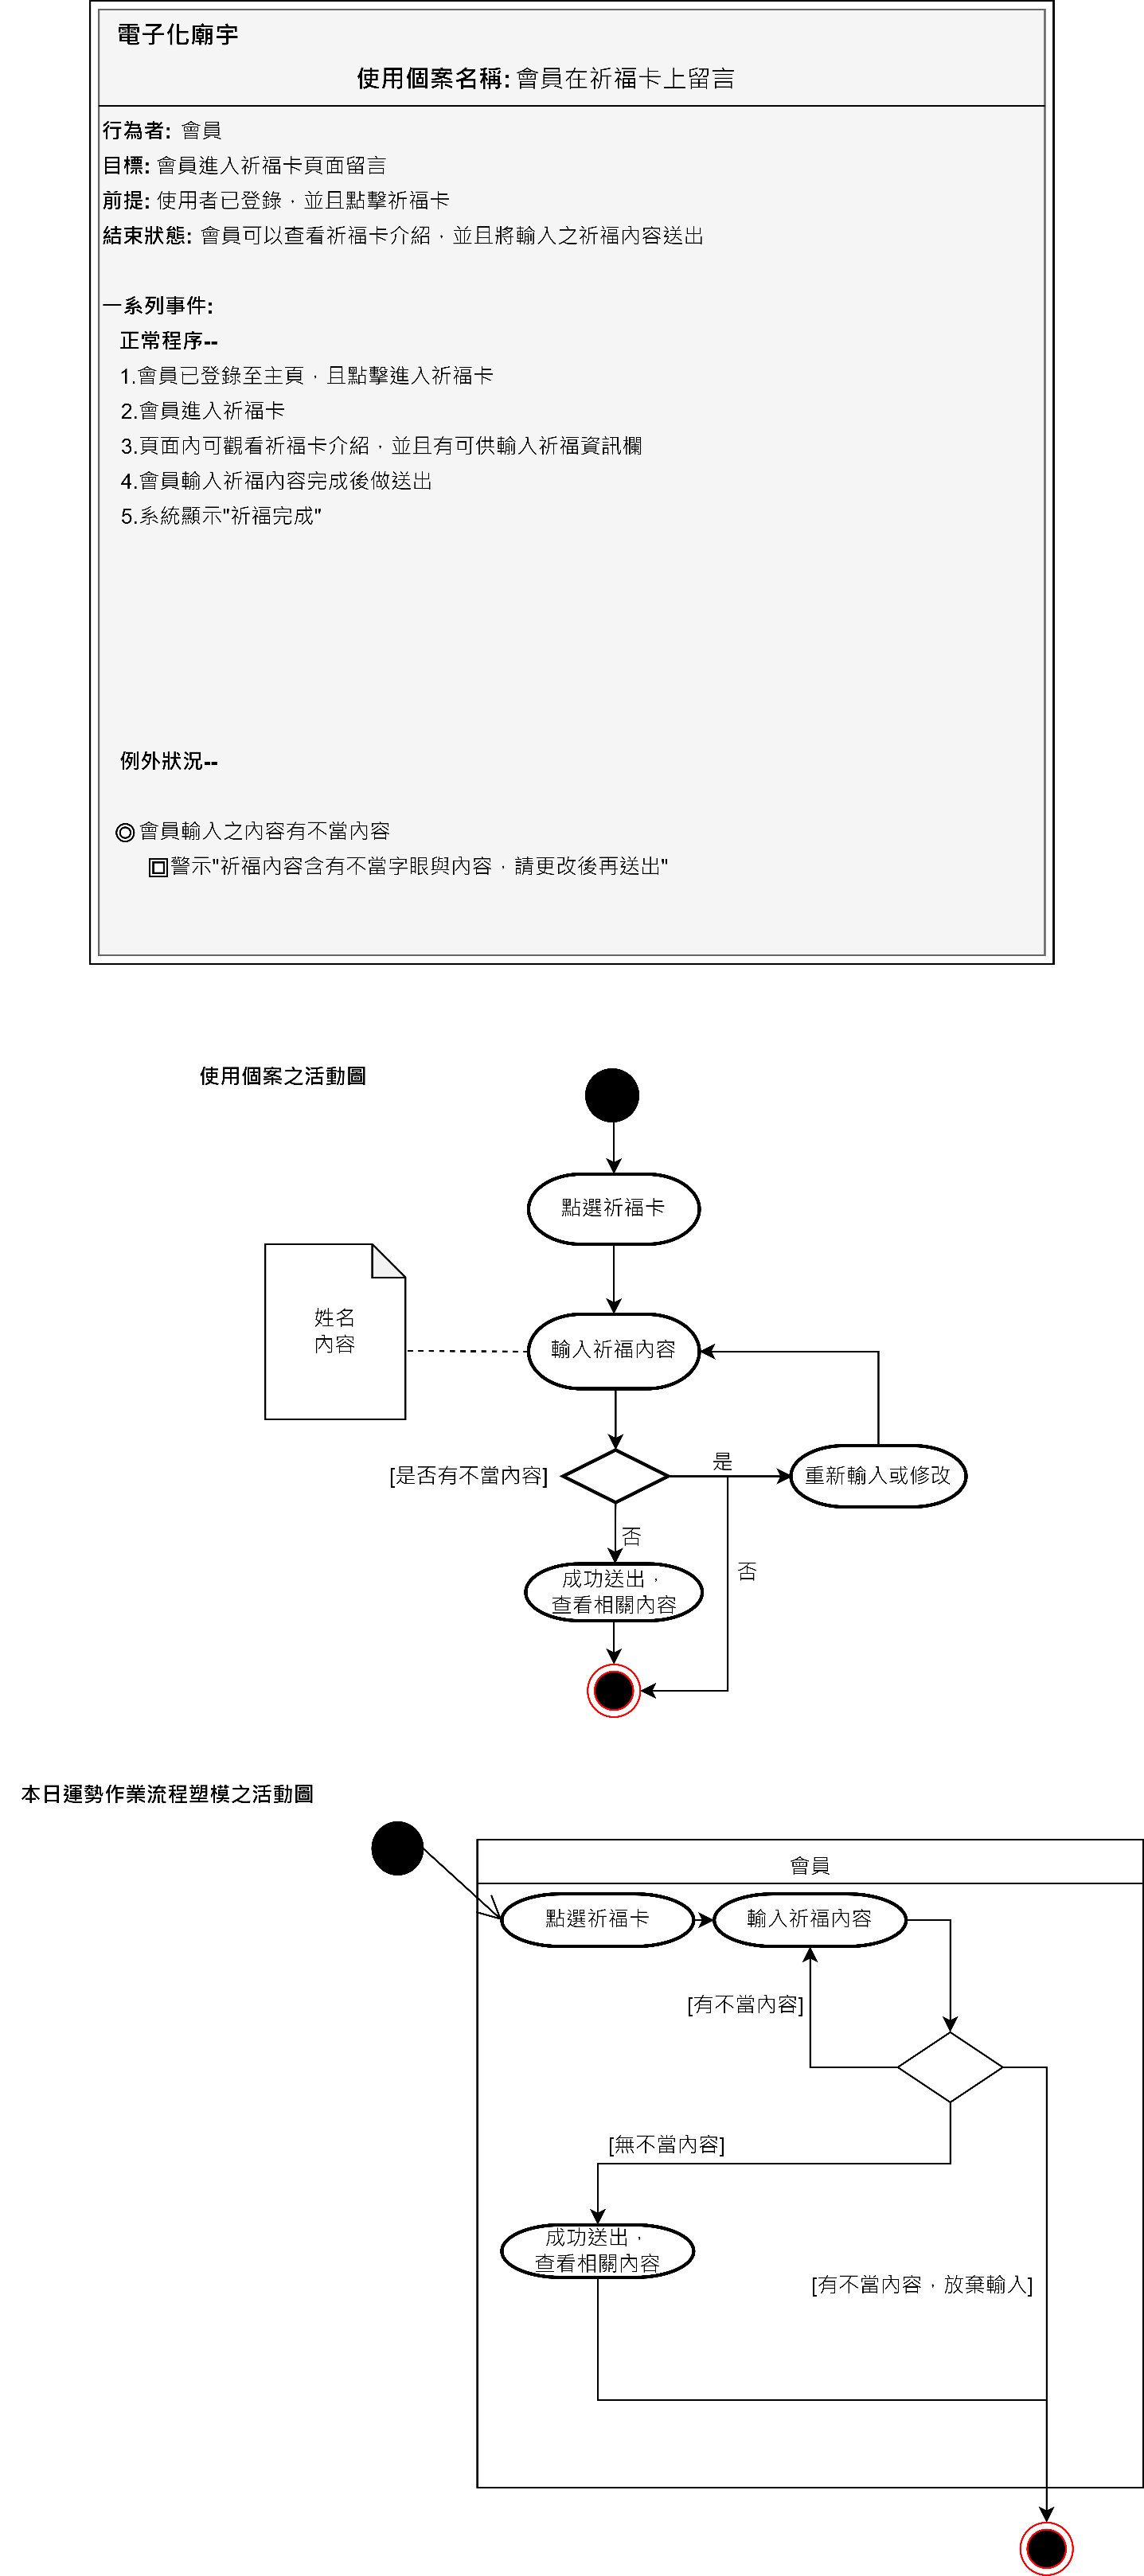 電子化廟宇
使用個案名稱: 會員在祈福卡上留言
行為者: 會員
目標: 會員進入祈福卡頁面留言
前提: 使用者已登錄，並且點擊祈福卡
結束狀態: 會員可以查看祈福卡介紹，並且將輸入之祈福內容送出
一系列事件:
正常程序--
1.會員已登錄至主頁，且點擊進入祈福卡
2.會員進入祈福卡
3.頁面內可觀看祈福卡介紹，並且有可供輸入祈福資訊欄
4.會員輸入祈福內容完成後做送出
5.系統顯示"祈福完成"
例外狀況--
◎會員輸入之內容有不當內容
回警示"祈福內容含有不當字眼與內容，請更改後再送出"
使用個案之活動圖
點選祈福卡
姓名
內容
輸入祈福內容
[是否有不當內容]
是
重新輸入或修改
否
否
成功送出，
查看相關內容
本日運勢作業流程塑模之活動圖
會員
點選祈福卡
輸入祈福內容
[有不當內容]
[無不當內容]
成功送出，
查看相關內容
[有不當內容，放棄輸入]